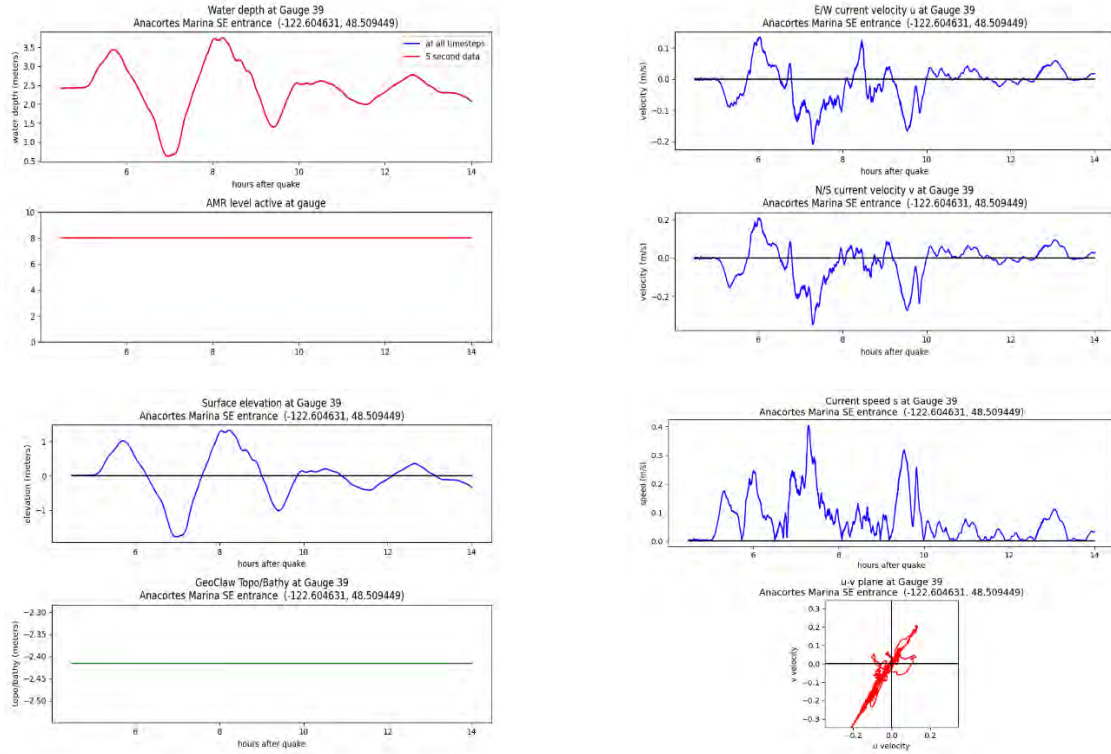 Water depth at Gauge 39
Anacortes Marina SE entrance (-122.604631, 48.509449)
water depth (meters)
3.5
3.0
2.5
2.0
1.5
1.0
0.5
at all timesteps
5 second data
6 8 10 12 14
hours after quake
AMR level active at gauge
10
8
6
4
2
0
6 8 10 12 14
hours after quake
Surface elevation at Gauge 39
Anacortes Marina SE entrance (-122.604631, 48.509449)
elevation (meters)
1
0
−1
6 8 10 12 14
hours after quake
GeoClaw Topo/Bathy at Gauge 39
Anacortes Marina SE entrance (-122.604631, 48.509449)
topo/bathy (meters)
−2.30
−2.35
−2.40
−2.45
−2.50
6 8 10 12 14
hours after quake
E/W current velocity u at Gauge 39
Anacortes Marina SE entrance (-122.604631, 48.509449)
velocity (m/s)
0.1
0.0
−0.1
−0.2
6 8 10 12 14
hours after quake
N/S current velocity v at Gauge 39
Anacortes Marina SE entrance (-122.604631, 48.509449)
velocity (m/s)
0.2
0.0
−0.2
6 8 10 12 14
hours after quake
Current speed s at Gauge 39
Anacortes Marina SE entrance (-122.604631, 48.509449)
speed (m/s)
0.4
0.3
0.2
0.1
0.0
6 8 10 12 14
hours after quake
u-v plane at Gauge 39
Anacortes Marina SE entrance (-122.604631, 48.509449)
v velocity
0.3
0.2
0.1
0.0
−0.1
−0.2
−0.3
−0.2 0.0 0.2
u velocity